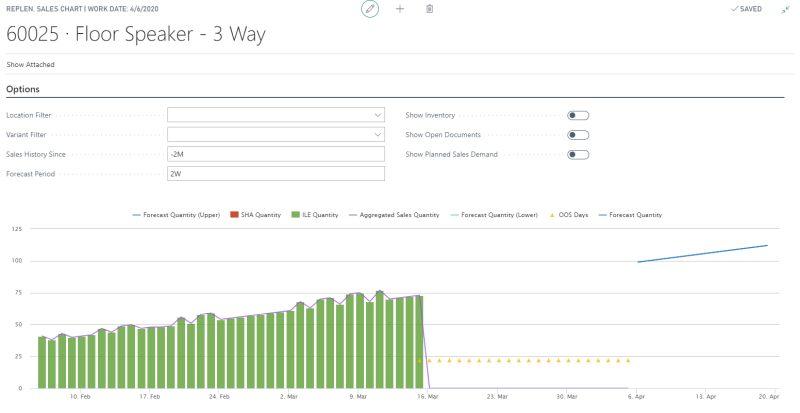 REPLEN. SALES CHART | WORK DATE: 4/6/2020
✓ SAVED
60025 · Floor Speaker - 3 Way
Show Attached
Options
Location Filter
Show Inventory
Variant Filter
Show Open Documents
Sales History Since -2M
Show Planned Sales Demand
Forecast Period 2W
Forecast Quantity (Upper) SHA Quantity ILE Quantity Aggregated Sales Quantity Forecast Quantity (Lower) OOS Days Forecast Quantity
125
100
75
50
25
0
10. Feb 17. Feb 24. Feb 2. Mar 9. Mar 16. Mar 23. Mar 30. Mar 6. Apr 13. Apr 20. Apr